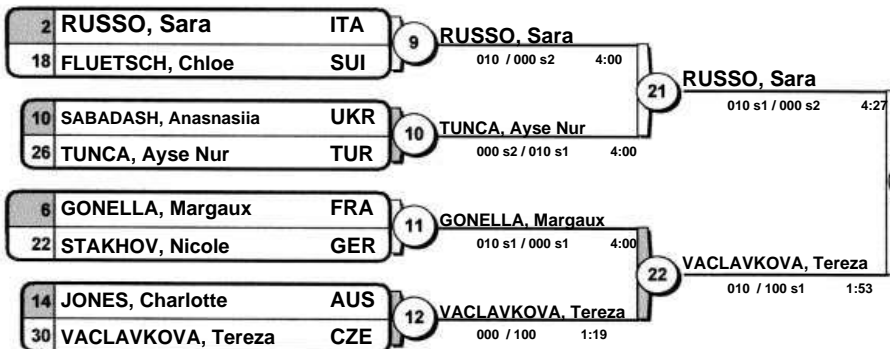 2 RUSSO, Sara ITA
18 FLUETSCH, Chloe SUI
9
RUSSO, Sara
010 / 000 s2 4:00
10 SABADASH, Anasnasiia UKR
26 TUNCA, Ayse Nur TUR
10
TUNCA, Ayse Nur
000 s2 / 010 s1 4:00
21
RUSSO, Sara
010 s1 / 000 s2 4:27
6 GONELLA, Margaux FRA
22 STAKHOV, Nicole GER
11
GONELLA, Margaux
010 s1 / 000 s1 4:00
14 JONES, Charlotte AUS
30 VACLAVKOVA, Tereza CZE
12
VACLAVKOVA, Tereza
000 / 100 1:19
22
VACLAVKOVA, Tereza
010 / 100 s1 1:53